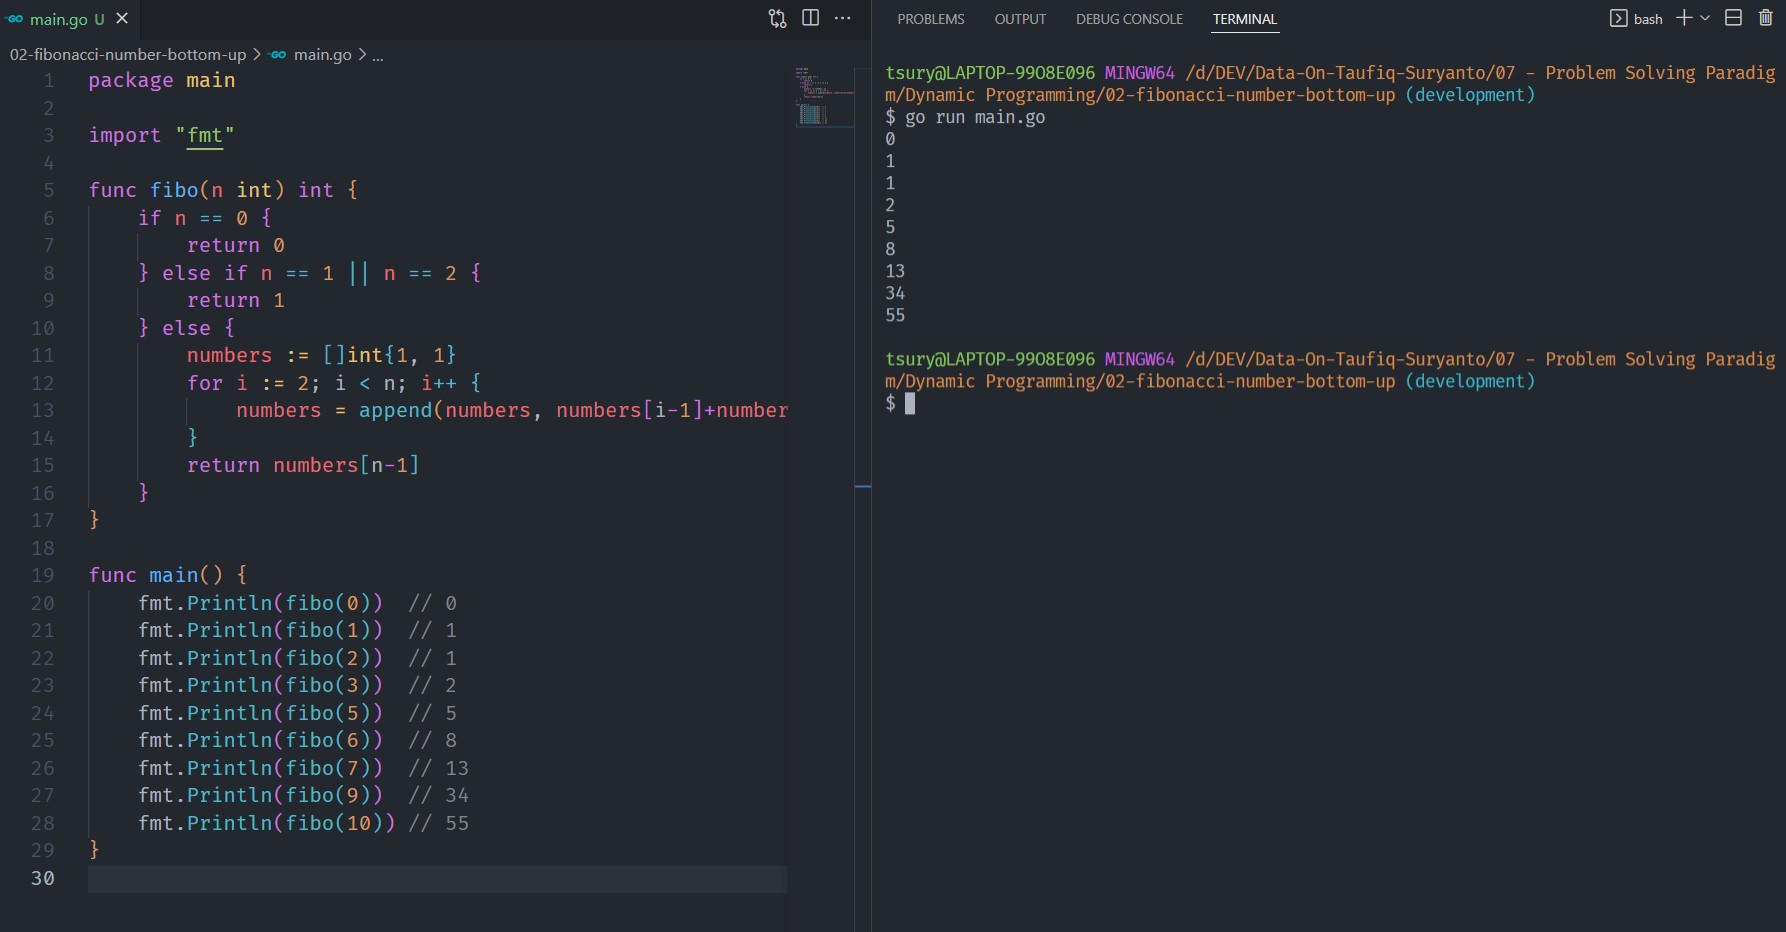 main.go U
02-fibonacci-number-bottom-up > main.go > ...
1 package main
2
3 import "fmt"
4
5 func fibo(n int) int {
6     if n == 0 {
7         return 0
8     } else if n == 1 || n == 2 {
9         return 1
10     } else {
11         numbers := []int{1, 1}
12         for i := 2; i < n; i++ {
13             numbers = append(numbers, numbers[i-1]+number
14         }
15         return numbers[n-1]
16     }
17 }
18
19 func main() {
20     fmt.Println(fibo(0))  // 0
21     fmt.Println(fibo(1))  // 1
22     fmt.Println(fibo(2))  // 1
23     fmt.Println(fibo(3))  // 2
24     fmt.Println(fibo(5))  // 5
25     fmt.Println(fibo(6))  // 8
26     fmt.Println(fibo(7))  // 13
27     fmt.Println(fibo(9))  // 34
28     fmt.Println(fibo(10)) // 55
29 }
30
PROBLEMS OUTPUT DEBUG CONSOLE TERMINAL bash
tsury@LAPTOP-99O8E096 MINGW64 /d/DEV/Data-On-Taufiq-Suryanto/07 - Problem Solving Paradig
m/Dynamic Programming/02-fibonacci-number-bottom-up (development)
$ go run main.go
0
1
1
2
5
8
13
34
55
tsury@LAPTOP-99O8E096 MINGW64 /d/DEV/Data-On-Taufiq-Suryanto/07 - Problem Solving Paradig
m/Dynamic Programming/02-fibonacci-number-bottom-up (development)
$